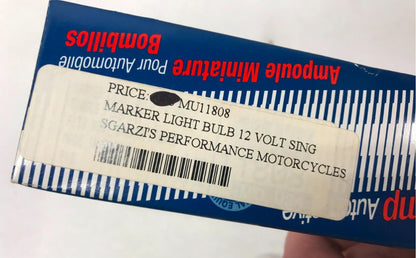 Bombillos
Ampoule Miniature
Pour Automobile
PRICE: MU11808
MARKER LIGHT BULB 12 VOLT SING
SGARZI'S PERFORMANCE MOTORCYCLES